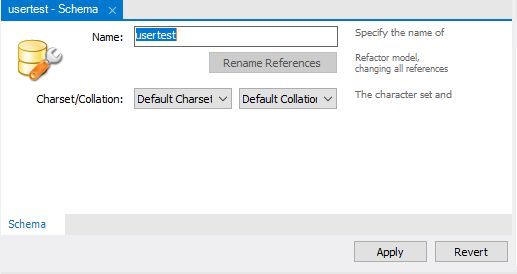 usertest - Schema
Name: usertest Specify the name of
Rename References Refactor model,
changing all references
Charset/Collation: Default Charset Default Collation The character set and
Schema
Apply Revert